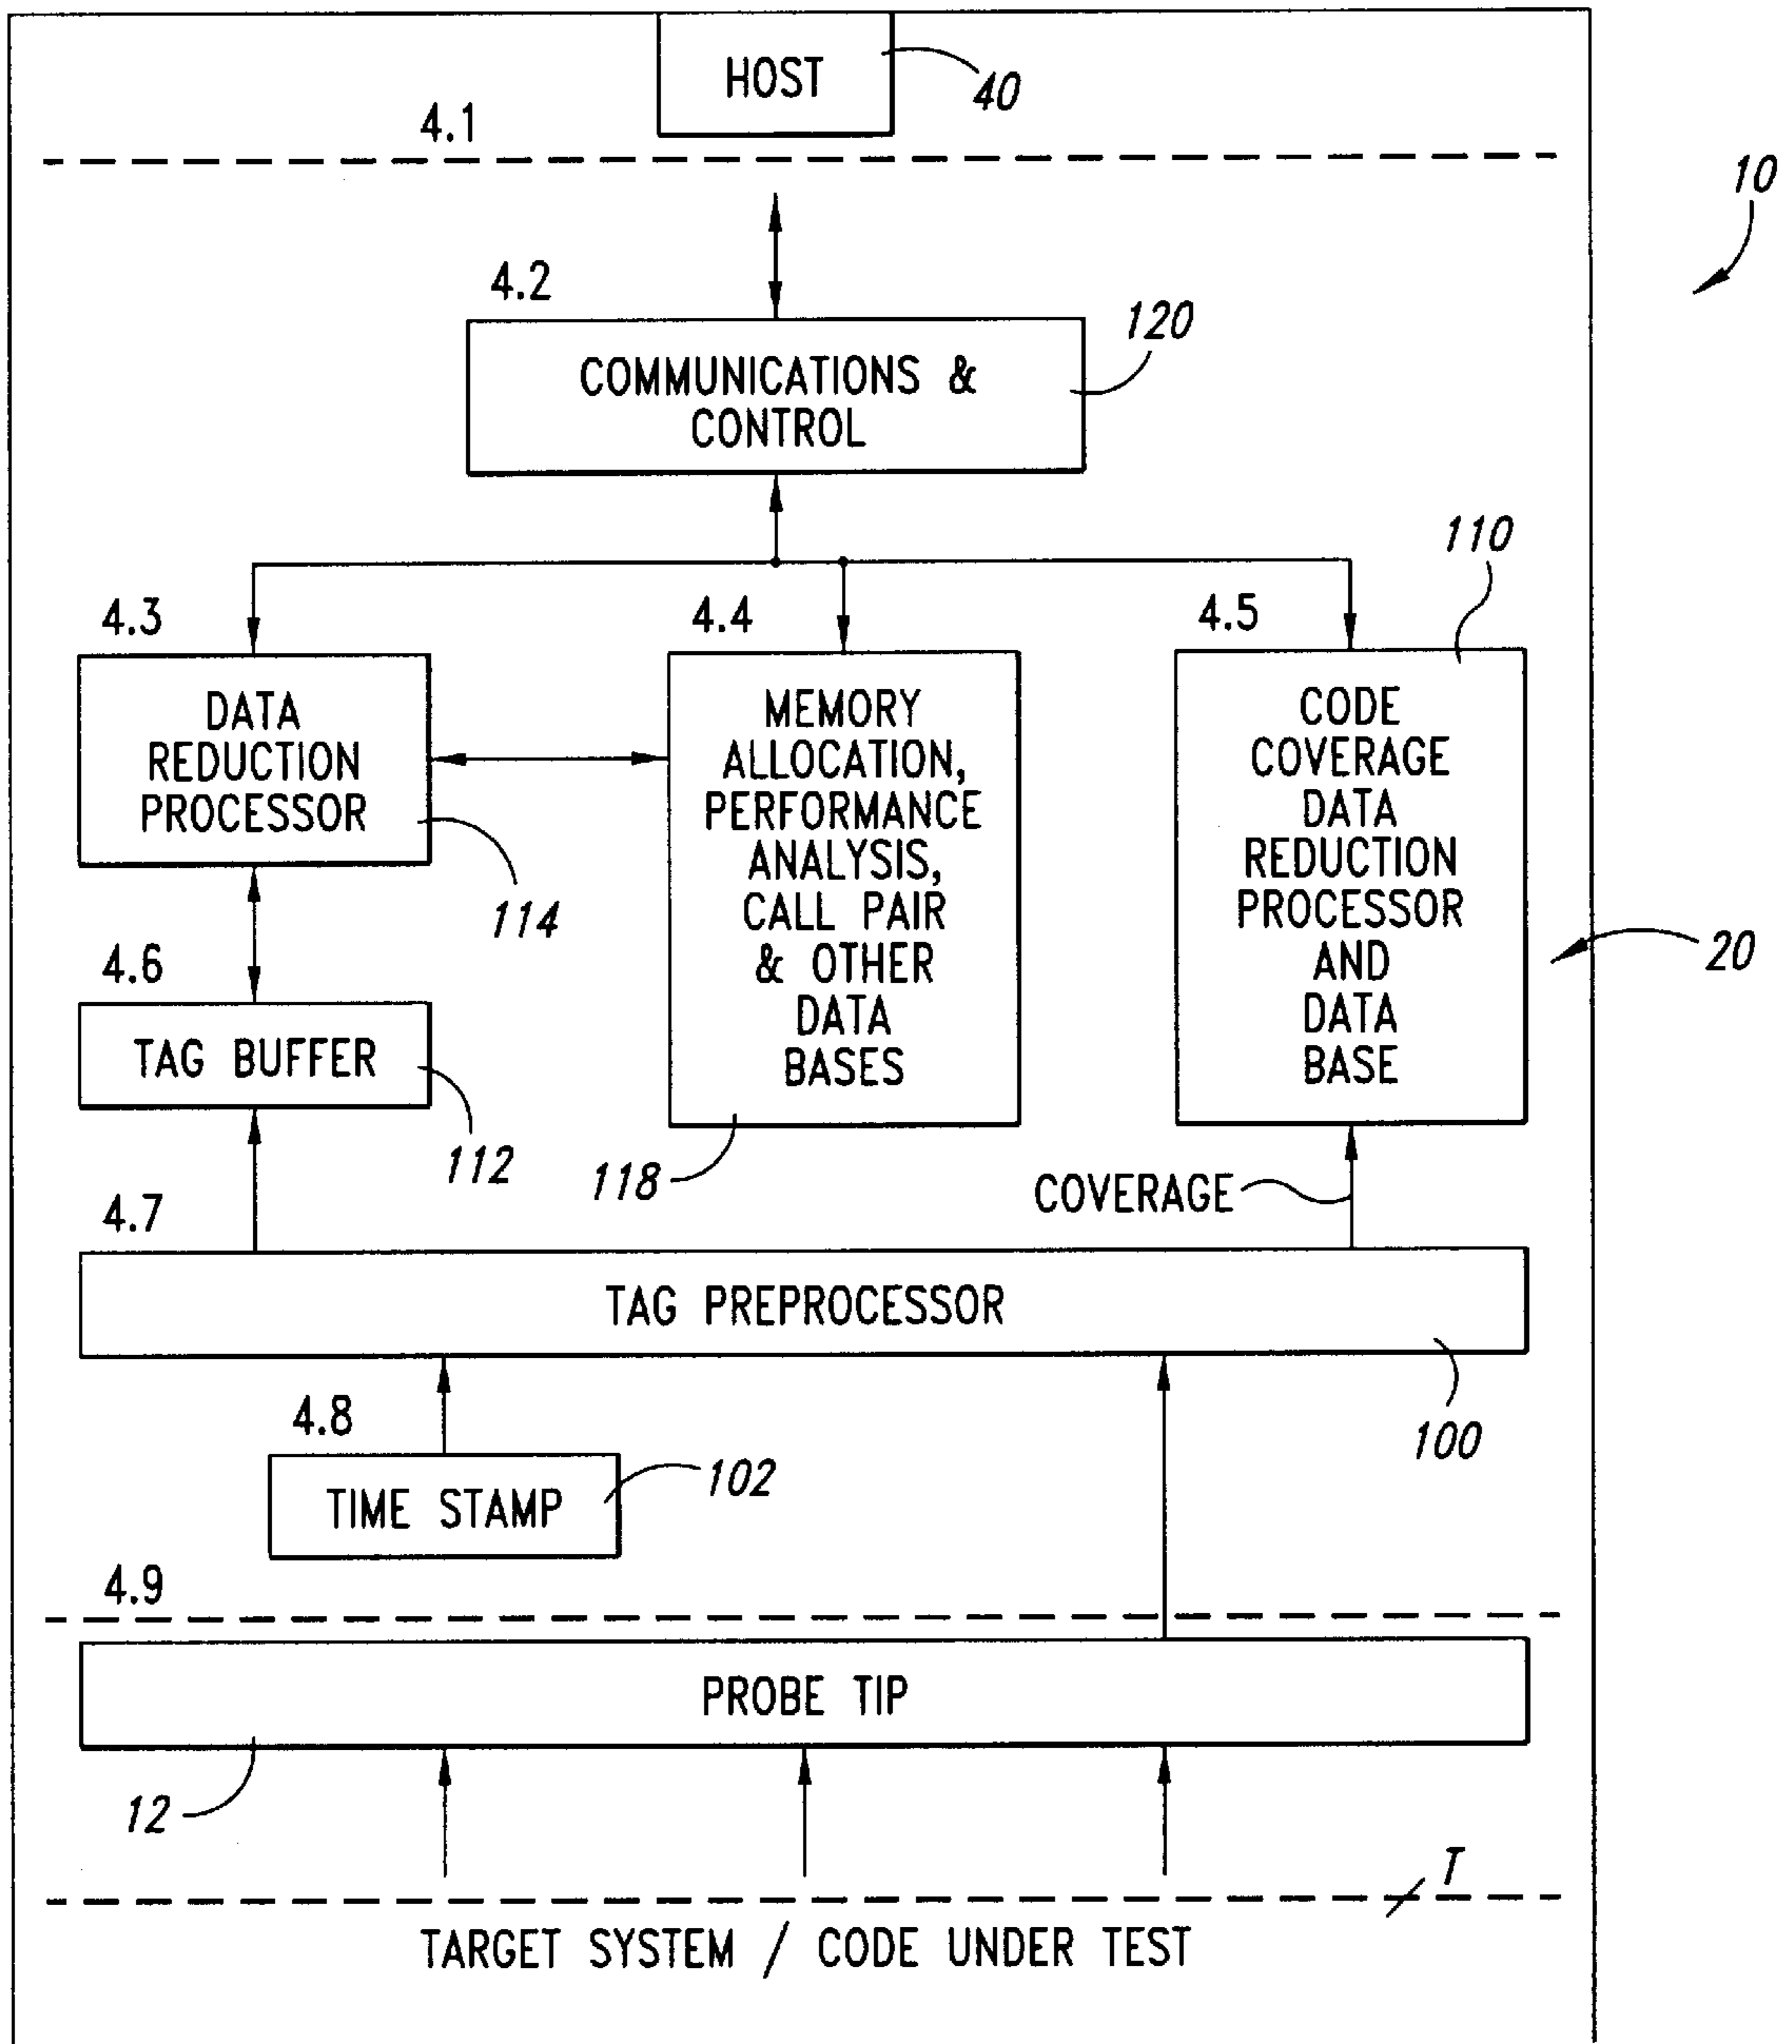 HOST
40
4.1
10
4.2
120
COMMUNICATIONS &
CONTROL
110
4.3
4.4
4.5
DATA
REDUCTION
PROCESSOR
114
MEMORY
ALLOCATION,
PERFORMANCE
ANALYSIS,
CALL PAIR
& OTHER
DATA
BASES
118
CODE
COVERAGE
DATA
REDUCTION
PROCESSOR
AND
DATA
BASE
20
4.6
TAG BUFFER
112
COVERAGE
4.7
TAG PREPROCESSOR
100
4.8
TIME STAMP
102
4.9
PROBE TIP
12
T
TARGET SYSTEM / CODE UNDER TEST